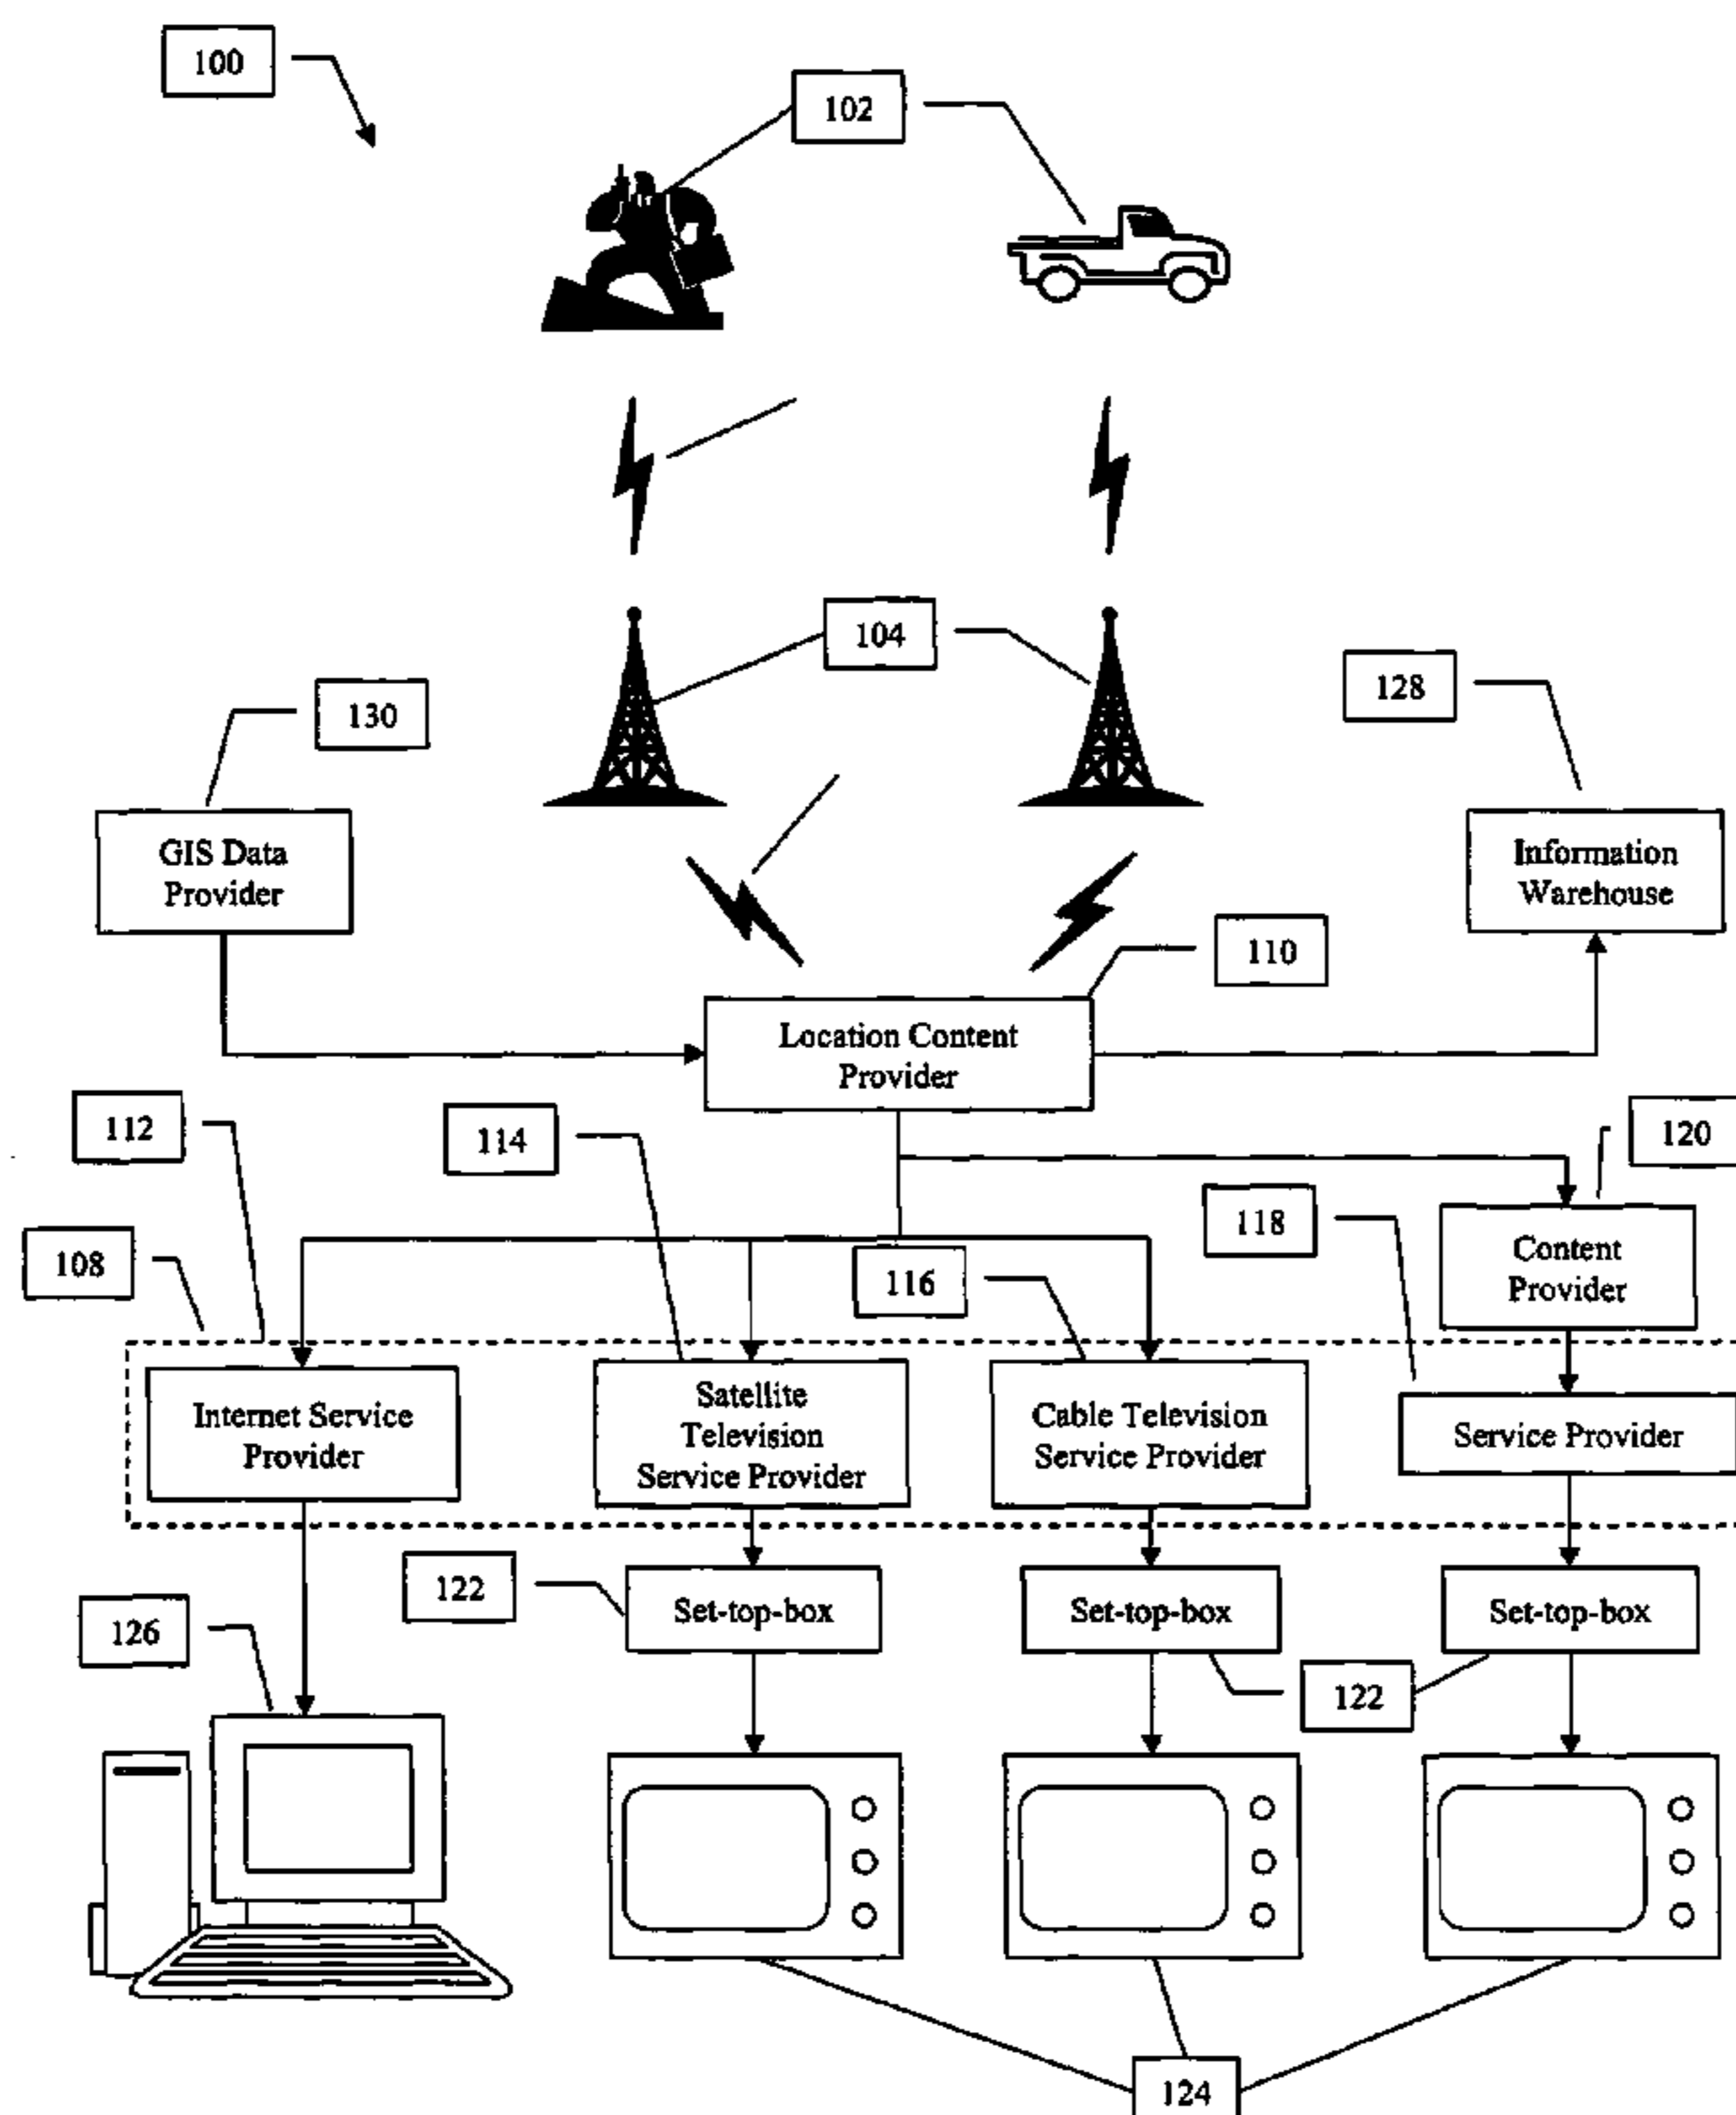 100
102
104
128
130
GIS Data
Provider
Information
Warehouse
110
Location Content
Provider
112
114
120
118
108
116
Content
Provider
Internet Service
Provider
Satellite
Television
Service Provider
Cable Television
Service Provider
Service Provider
122
Set-top-box
Set-top-box
Set-top-box
126
122
124